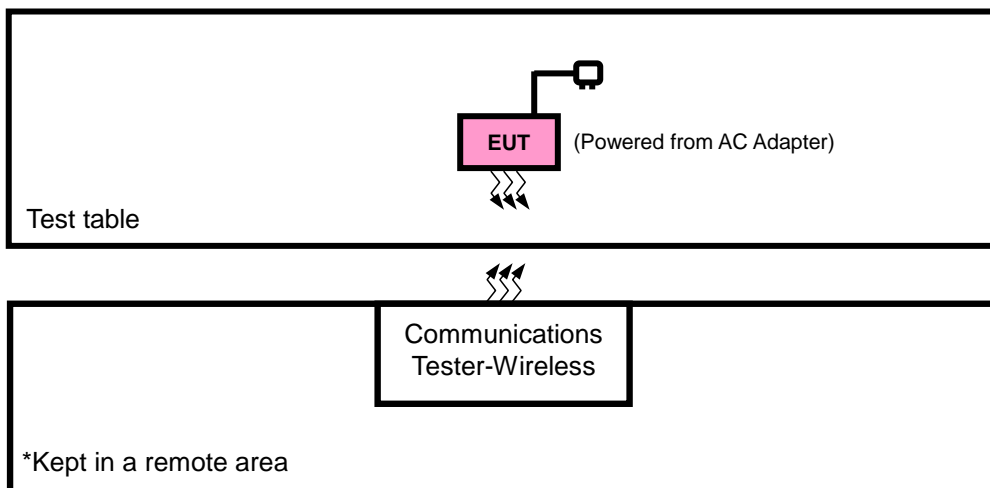 EUT
(Powered from AC Adapter)
Test table
Communications
Tester-Wireless
*Kept in a remote area